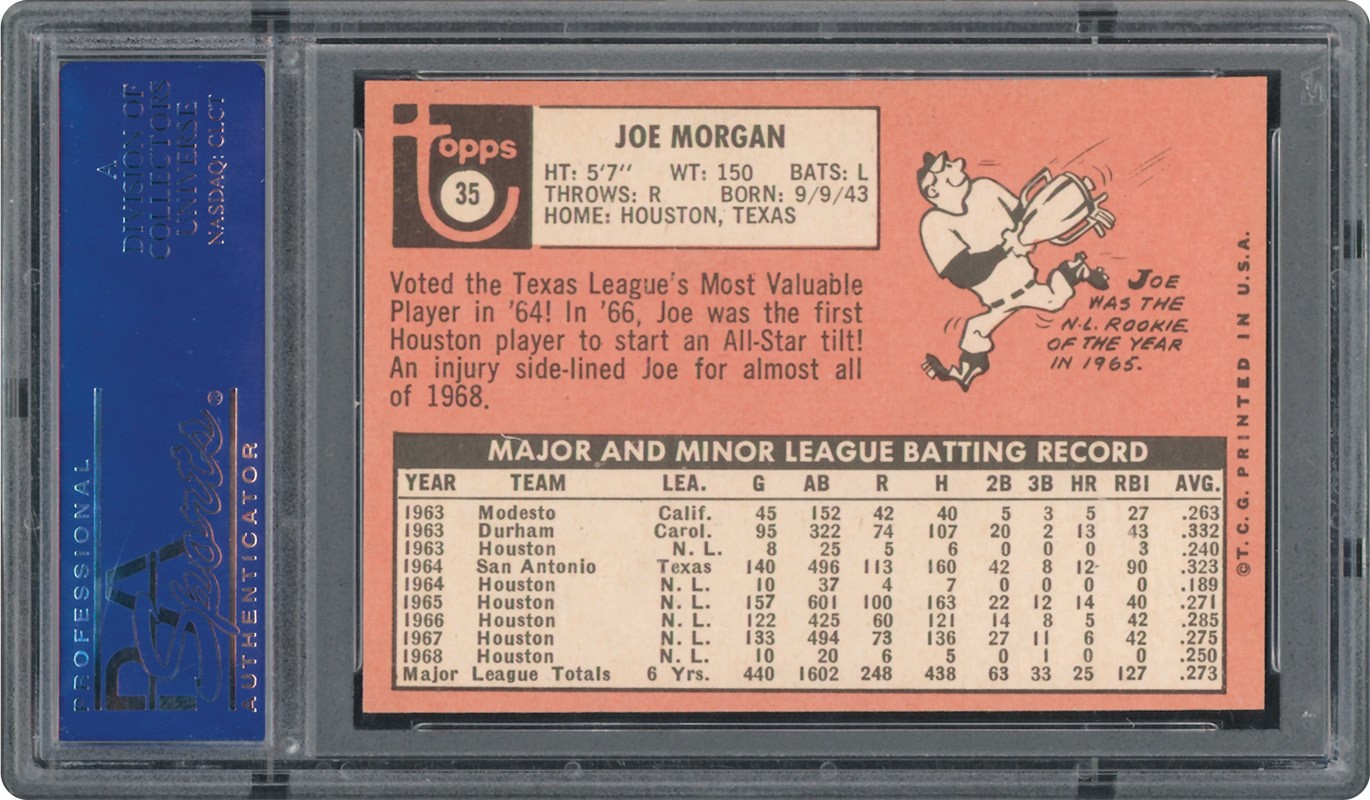 A
DIVISION OF
COLLECTORS
UNIVERSE
NASDAQ: CLCT
PROFESSIONAL
PSA
Sports®
AUTHENTICATOR
topps
35
JOE MORGAN
HT: 5'7" WT: 150 BATS: L
THROWS: R BORN: 9/9/43
HOME: HOUSTON, TEXAS
Voted the Texas League's Most Valuable
Player in '64! In '66, Joe was the first
Houston player to start an All-Star tilt!
An injury side-lined Joe for almost all
of 1968.
JOE
WAS THE
N.L. ROOKIE
OF THE YEAR
IN 1965.
MAJOR AND MINOR LEAGUE BATTING RECORD
YEAR TEAM LEA. G AB R H 2B 3B HR RBI AVG.
1963 Modesto Calif. 45 152 42 40 5 3 5 27 .263
1963 Durham Carol. 95 322 74 107 20 2 13 43 .332
1963 Houston N. L. 8 25 5 6 0 0 0 3 .240
1964 San Antonio Texas 140 496 113 160 42 8 12 90 .323
1964 Houston N. L. 10 37 4 7 0 0 0 0 .189
1965 Houston N. L. 157 601 100 163 22 12 14 40 .271
1966 Houston N. L. 122 425 60 121 14 8 5 42 .285
1967 Houston N. L. 133 494 73 136 27 11 6 42 .275
1968 Houston N. L. 10 20 6 5 0 1 0 0 .250
Major League Totals 6 Yrs. 440 1602 248 438 63 33 25 127 .273
©T.C.G. PRINTED IN U.S.A.